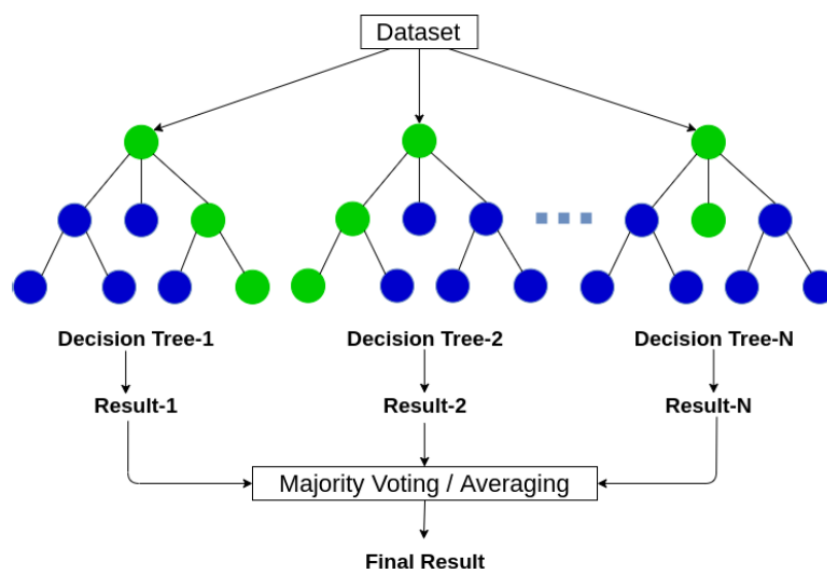 Dataset
Decision Tree-1
Decision Tree-2
Decision Tree-N
Result-1
Result-2
Result-N
Majority Voting / Averaging
Final Result